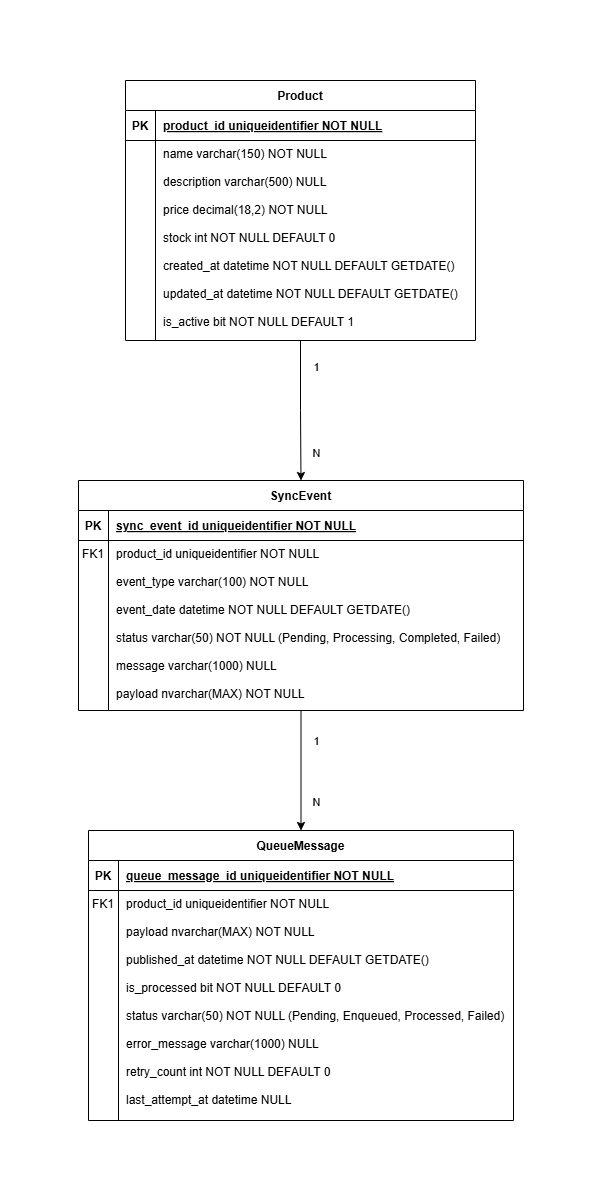 Product
PK product_id uniqueidentifier NOT NULL
name varchar(150) NOT NULL
description varchar(500) NULL
price decimal(18,2) NOT NULL
stock int NOT NULL DEFAULT 0
created_at datetime NOT NULL DEFAULT GETDATE()
updated_at datetime NOT NULL DEFAULT GETDATE()
is_active bit NOT NULL DEFAULT 1
1
N
SyncEvent
PK sync_event_id uniqueidentifier NOT NULL
FK1 product_id uniqueidentifier NOT NULL
event_type varchar(100) NOT NULL
event_date datetime NOT NULL DEFAULT GETDATE()
status varchar(50) NOT NULL (Pending, Processing, Completed, Failed)
message varchar(1000) NULL
payload nvarchar(MAX) NOT NULL
1
N
QueueMessage
PK queue_message_id uniqueidentifier NOT NULL
FK1 product_id uniqueidentifier NOT NULL
payload nvarchar(MAX) NOT NULL
published_at datetime NOT NULL DEFAULT GETDATE()
is_processed bit NOT NULL DEFAULT 0
status varchar(50) NOT NULL (Pending, Enqueued, Processed, Failed)
error_message varchar(1000) NULL
retry_count int NOT NULL DEFAULT 0
last_attempt_at datetime NULL